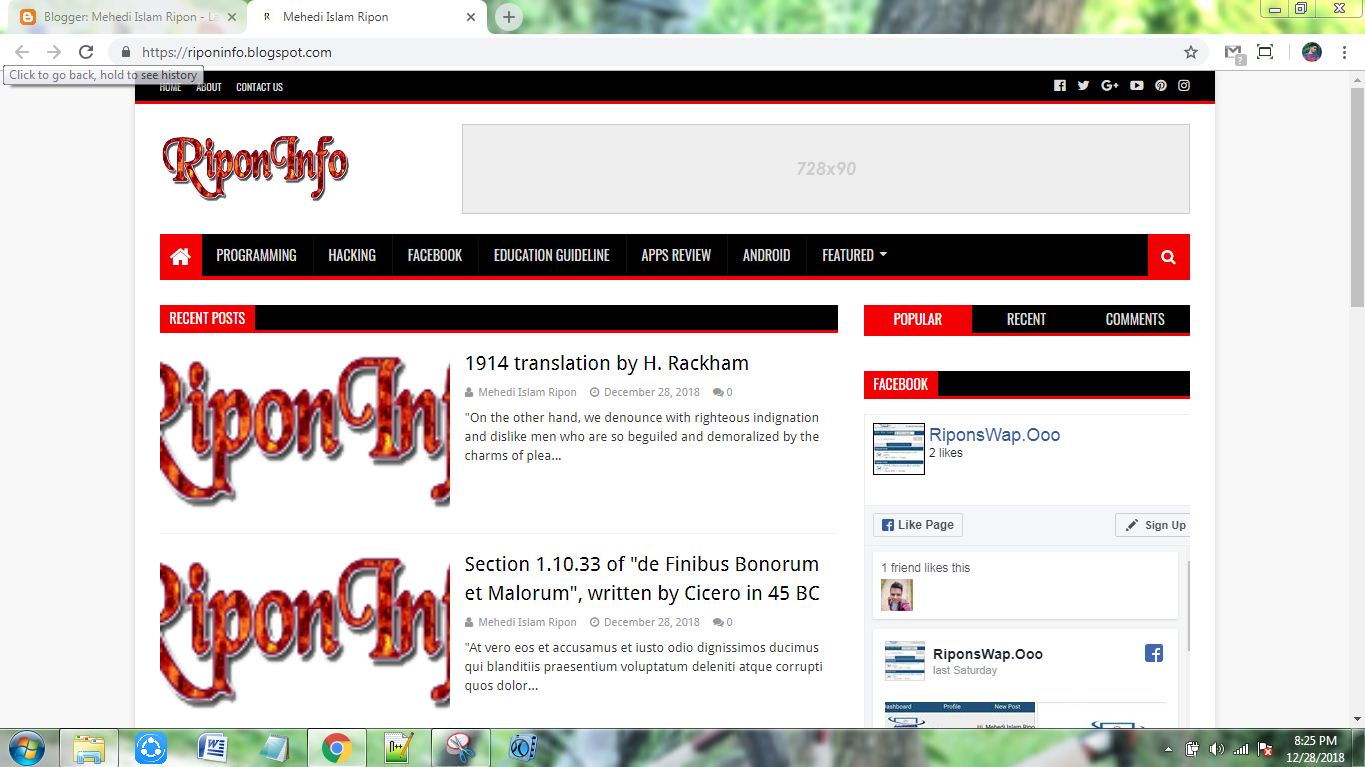 Blogger: Mehedi Islam Ripon - La
Mehedi Islam Ripon
https://riponinfo.blogspot.com
Click to go back, hold to see history
HOME ABOUT CONTACT US
RiponInfo
728x90
PROGRAMMING HACKING FACEBOOK EDUCATION GUIDELINE APPS REVIEW ANDROID FEATURED
RECENT POSTS
RiponInfo
1914 translation by H. Rackham
Mehedi Islam Ripon December 28, 2018 0
"On the other hand, we denounce with righteous indignation
and dislike men who are so beguiled and demoralized by the
charms of plea...
RiponInfo
Section 1.10.33 of "de Finibus Bonorum
et Malorum", written by Cicero in 45 BC
Mehedi Islam Ripon December 28, 2018 0
"At vero eos et accusamus et iusto odio dignissimos ducimus
qui blanditiis praesentium voluptatum deleniti atque corrupti
quos dolor...
POPULAR RECENT COMMENTS
FACEBOOK
RiponsWap.Ooo
2 likes
Like Page Sign Up
1 friend likes this
RiponsWap.Ooo
last Saturday
Dashboard Profile New Post
8:25 PM
12/28/2018